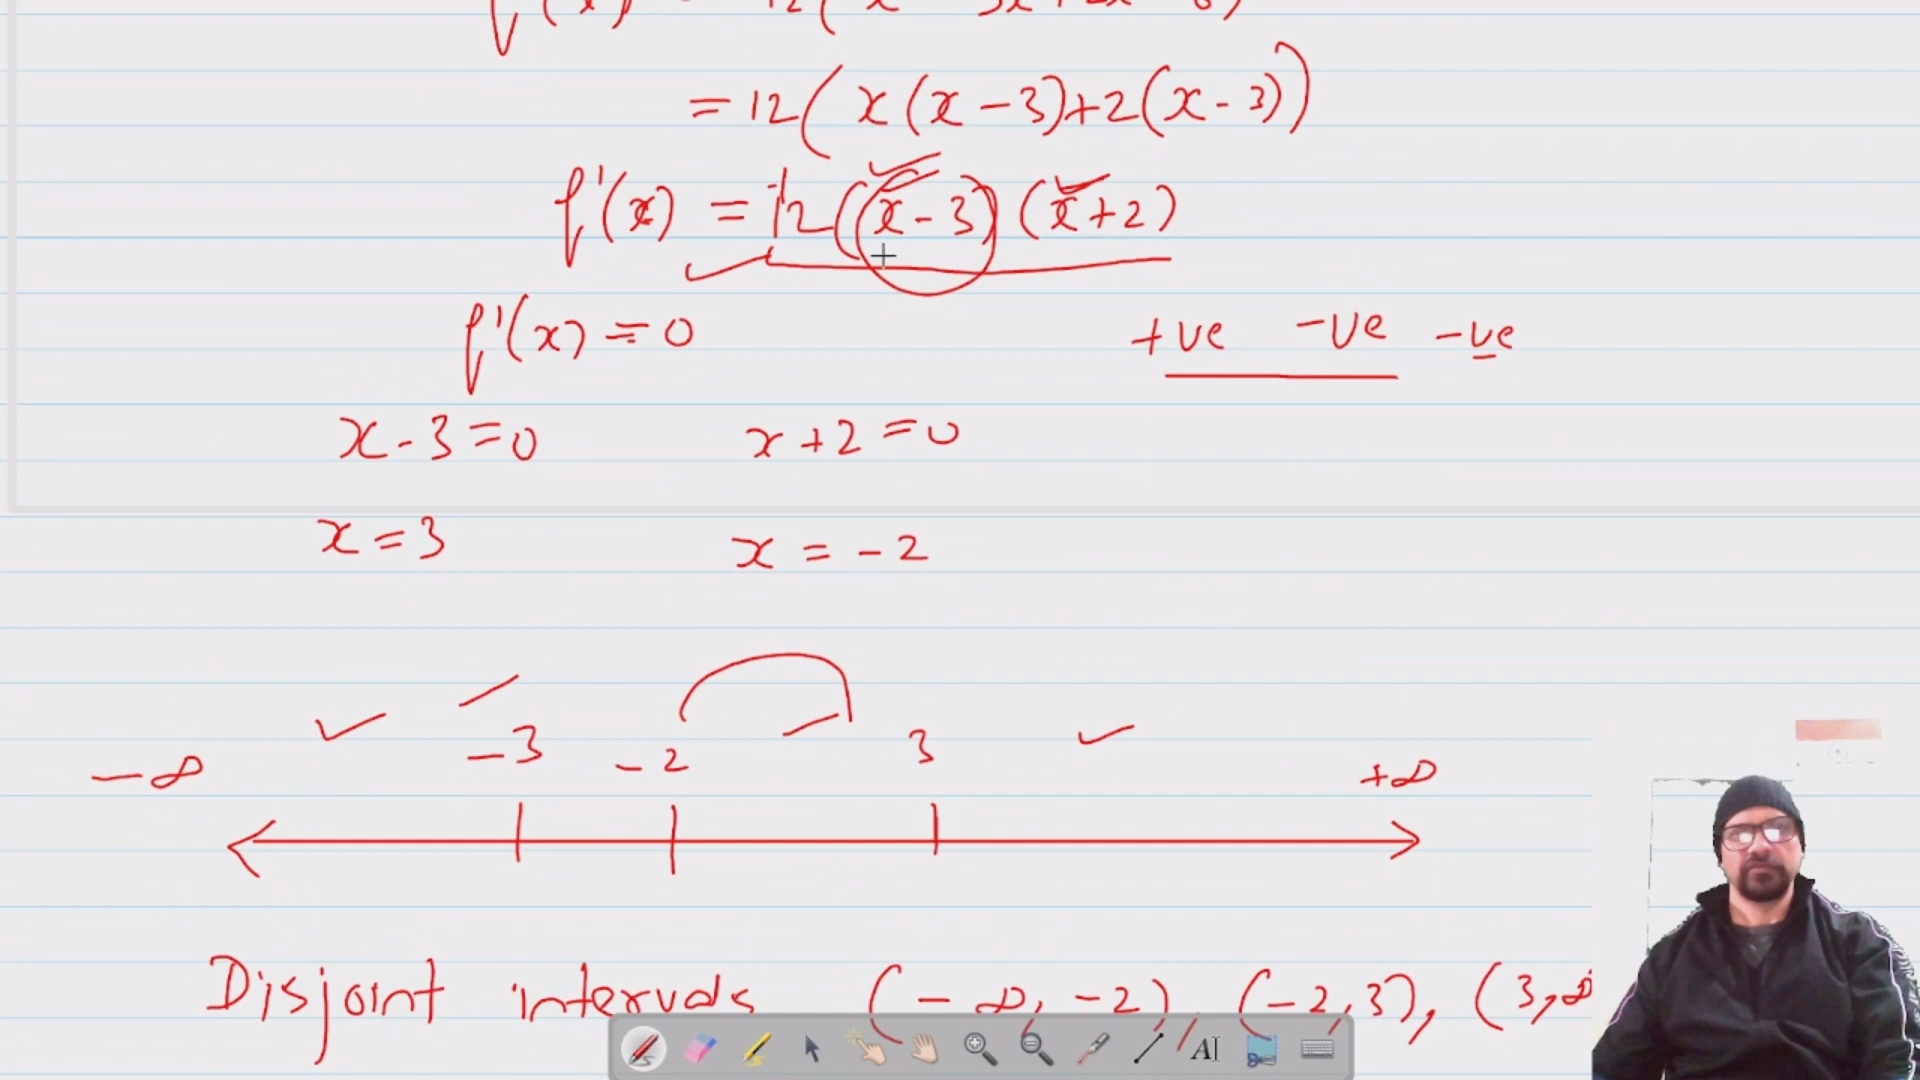 = 12 ( x(x-3)+2(x-3))
f'(x) = 12 (x-3) (x+2)
f'(x) = 0 +ve -ve -ve
x-3=0 x+2=0
x=3 x = -2
-∞ -3 -2 3 +∞
Disjoint intervals (-∞, -2), (-2,3), (3,∞
AI